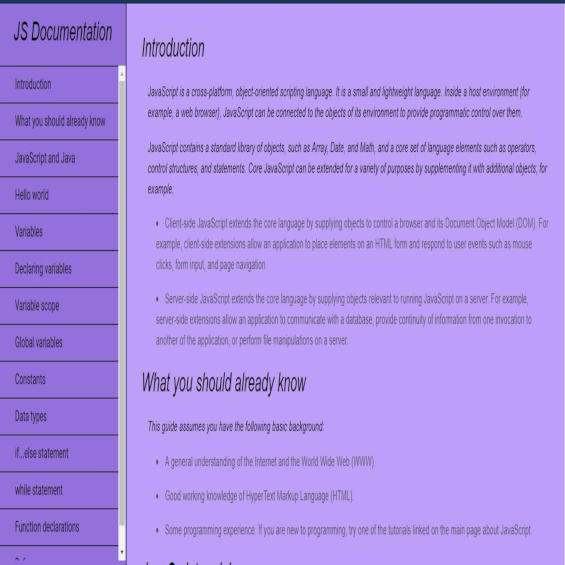 JS Documentation
Introduction
What you should already know
JavaScript and Java
Hello world
Variables
Declaring variables
Variable scope
Global variables
Constants
Data types
if...else statement
while statement
Function declarations
Introduction
JavaScript is a cross-platform, object-oriented scripting language. It is a small and lightweight language. Inside a host environment (for
example, a web browser), JavaScript can be connected to the objects of its environment to provide programmatic control over them.
JavaScript contains a standard library of objects, such as Array, Date, and Math, and a core set of language elements such as operators,
control structures, and statements. Core JavaScript can be extended for a variety of purposes by supplementing it with additional objects; for
example:
• Client-side JavaScript extends the core language by supplying objects to control a browser and its Document Object Model (DOM). For
example, client-side extensions allow an application to place elements on an HTML form and respond to user events such as mouse
clicks, form input, and page navigation.
• Server-side JavaScript extends the core language by supplying objects relevant to running JavaScript on a server. For example,
server-side extensions allow an application to communicate with a database, provide continuity of information from one invocation to
another of the application, or perform file manipulations on a server.
What you should already know
This guide assumes you have the following basic background:
• A general understanding of the Internet and the World Wide Web (WWW).
• Good working knowledge of HyperText Markup Language (HTML).
• Some programming experience. If you are new to programming, try one of the tutorials linked on the main page about JavaScript.